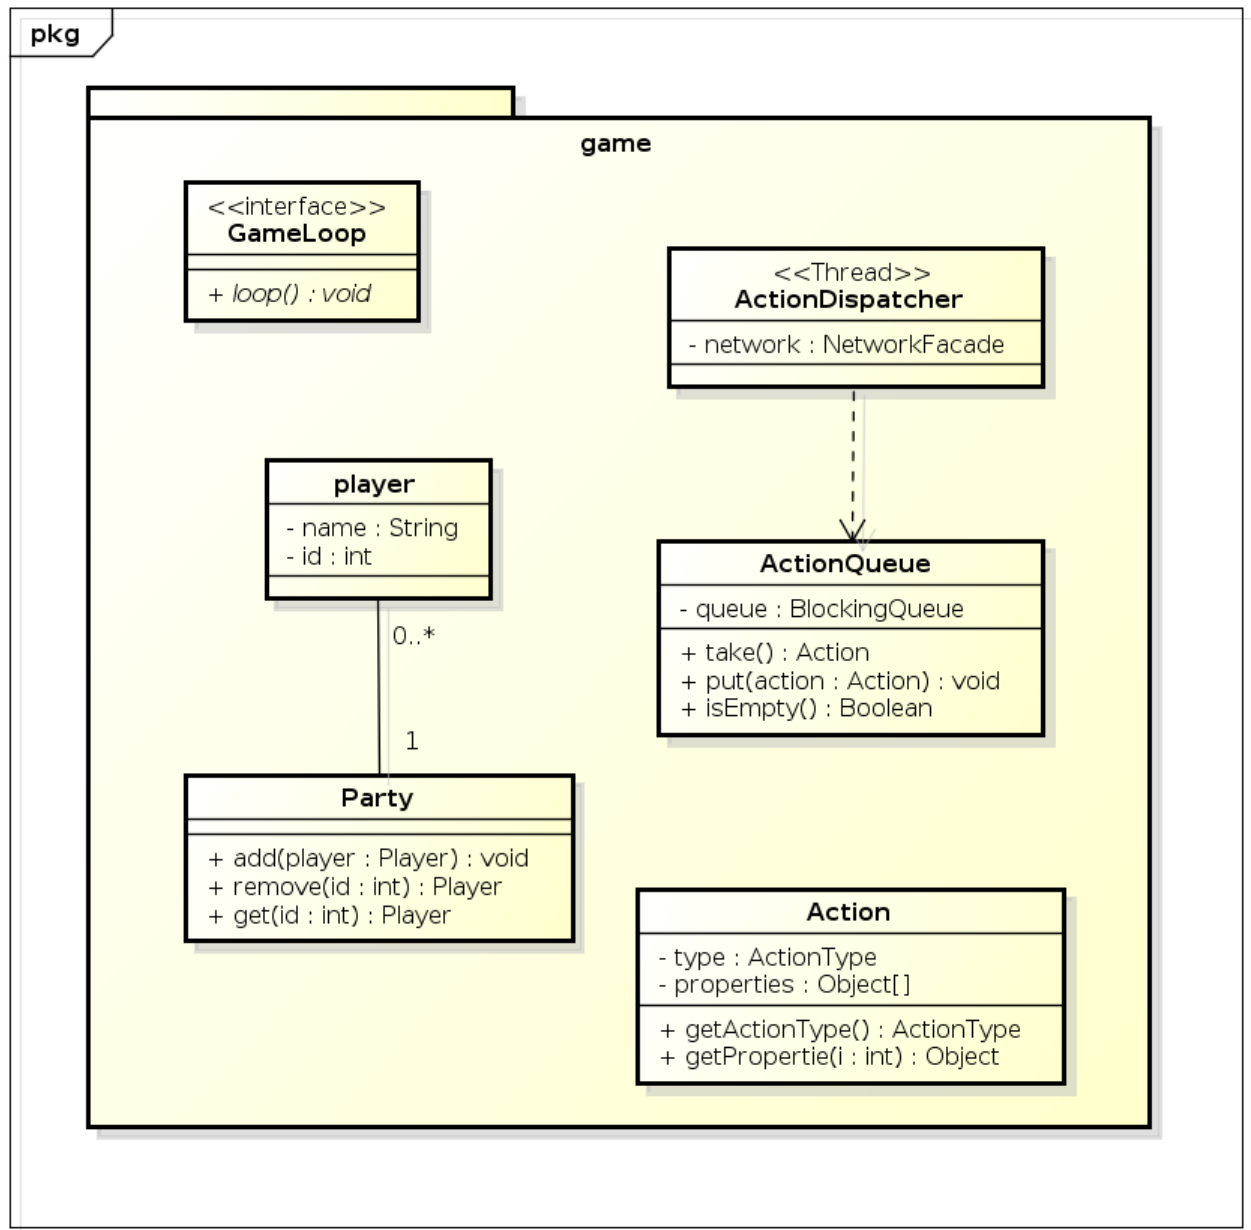 pkg
game
<<interface>>
GameLoop
+ loop() : void
<<Thread>>
ActionDispatcher
- network : NetworkFacade
player
- name : String
- id : int
0..*
1
Party
+ add(player : Player) : void
+ remove(id : int) : Player
+ get(id : int) : Player
ActionQueue
- queue : BlockingQueue
+ take() : Action
+ put(action : Action) : void
+ isEmpty() : Boolean
Action
- type : ActionType
- properties : Object[]
+ getActionType() : ActionType
+ getPropertie(i : int) : Object